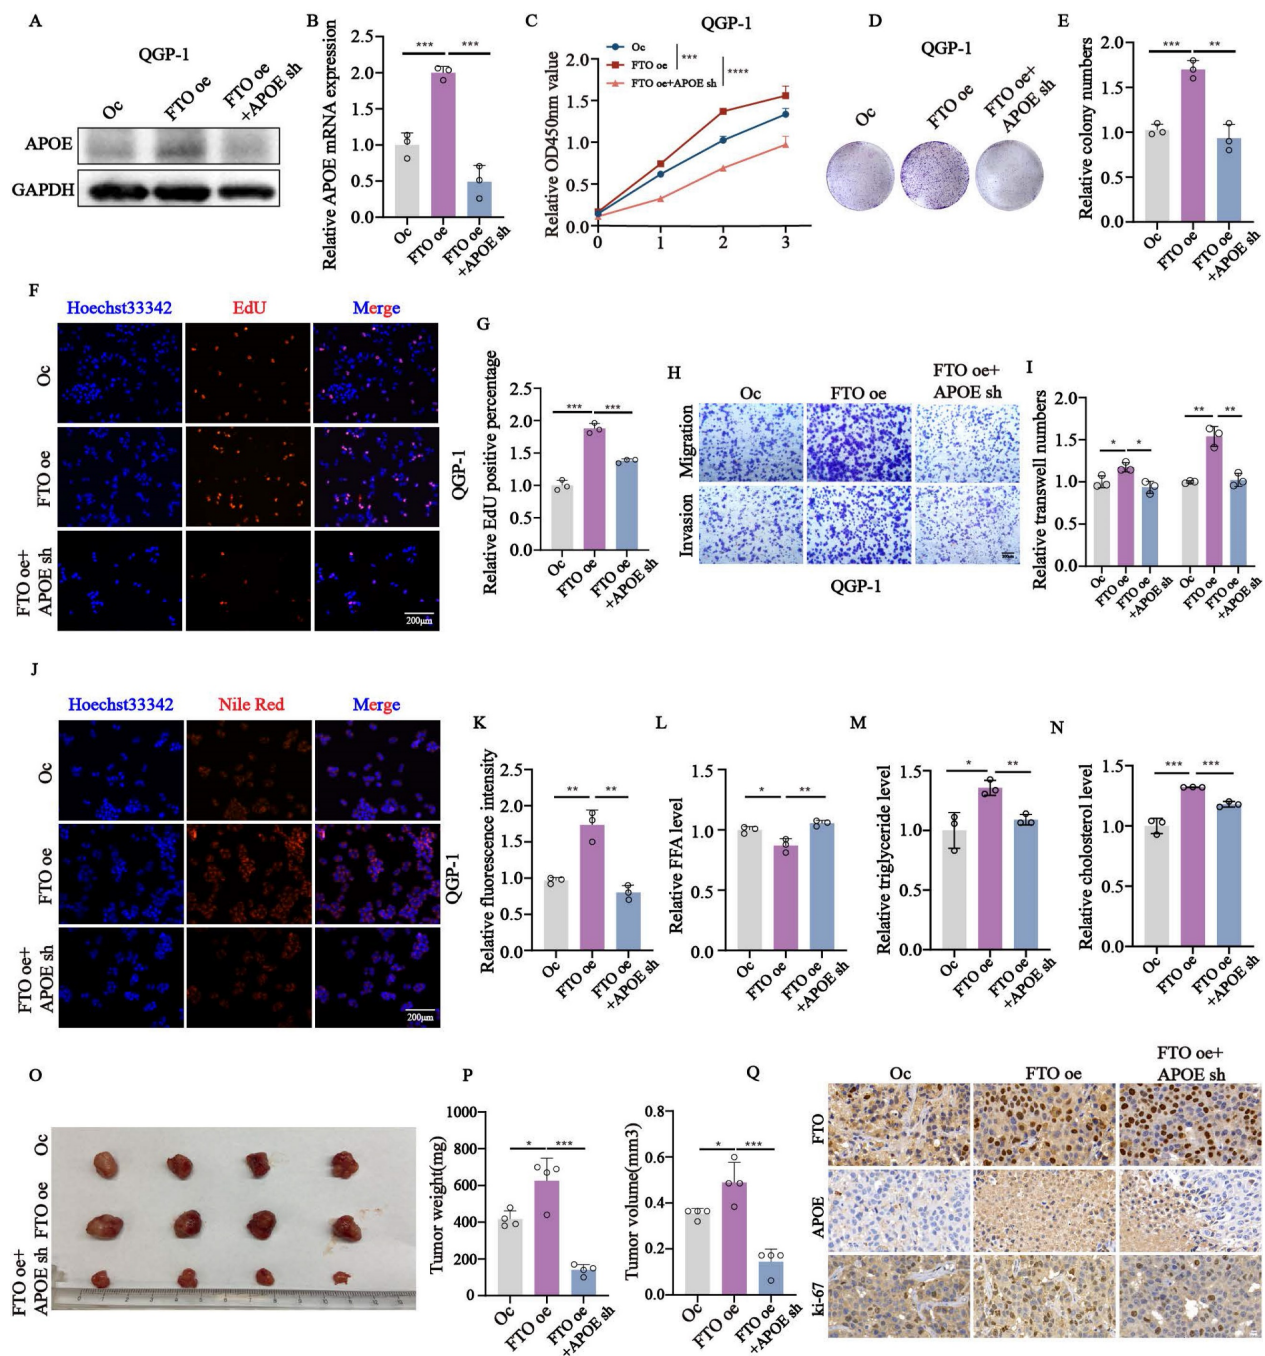 A
QGP-1
Oc
FTO oe
FTO oe
+APOE sh
APOE
GAPDH
B
Relative APOE mRNA expression
2.5
2.0
1.5
1.0
0.5
0.0
***
***
Oc
FTO oe
FTO oe
+APOE sh
C
QGP-1
Relative OD450nm value
2.0
1.5
1.0
0.5
0.0
0
1
2
3
Oc
FTO oe
FTO oe+APOE sh
***
****
D
QGP-1
Oc
FTO oe
FTO oe+
APOE sh
E
Relative colony numbers
2.0
1.5
1.0
0.5
0.0
***
**
Oc
FTO oe
FTO oe
+APOE sh
F
Hoechst33342
EdU
Merge
Oc
FTO oe
FTO oe+
APOE sh
200μm
QGP-1
G
Relative EdU positive percentage
2.5
2.0
1.5
1.0
0.5
0.0
***
***
Oc
FTO oe
FTO oe
+APOE sh
H
Oc
FTO oe
FTO oe+
APOE sh
Migration
Invasion
QGP-1
I
Relative transwell numbers
2.0
1.5
1.0
0.5
0.0
*
*
**
**
Oc
FTO oe
FTO oe
+APOE sh
Oc
FTO oe
FTO oe
+APOE sh
J
Hoechst33342
Nile Red
Merge
Oc
FTO oe
FTO oe+
APOE sh
200μm
QGP-1
K
Relative fluorescence intensity
2.5
2.0
1.5
1.0
0.5
0.0
**
**
Oc
FTO oe
FTO oe
+APOE sh
L
Relative FFA level
1.5
1.0
0.5
0.0
*
**
Oc
FTO oe
FTO oe
+APOE sh
M
Relative triglyceride level
1.5
1.0
0.5
0.0
*
**
Oc
FTO oe
FTO oe
+APOE sh
N
Relative cholosterol level
1.5
1.0
0.5
0.0
***
***
Oc
FTO oe
FTO oe
+APOE sh
O
Oc
FTO oe
FTO oe+
APOE sh
P
Tumor weight(mg)
1000
800
600
400
200
0
*
***
Oc
FTO oe
FTO oe
+APOE sh
Tumor volume(mm3)
0.8
0.6
0.4
0.2
0.0
*
***
Oc
FTO oe
FTO oe
+APOE sh
Q
Oc
FTO oe
FTO oe+
APOE sh
FTO
APOE
ki-67